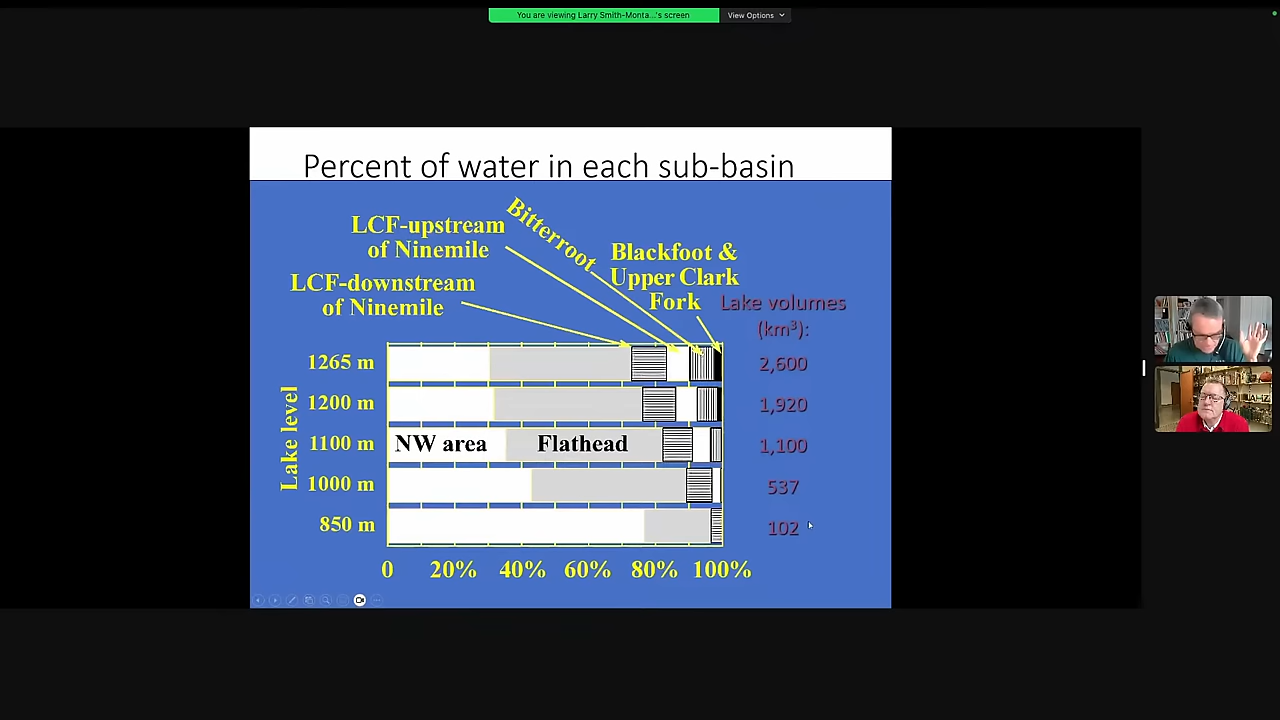 You are viewing Larry Smith-Monta...'s screen
View Options
Percent of water in each sub-basin
Bitterroot
LCF-upstream
of Ninemile
Blackfoot &
Upper Clark
Fork
LCF-downstream
of Ninemile
Lake volumes
(km³):
Lake level
1265 m
2,600
1200 m
1,920
1100 m
NW area
Flathead
1,100
1000 m
537
850 m
102
0 20% 40% 60% 80% 100%